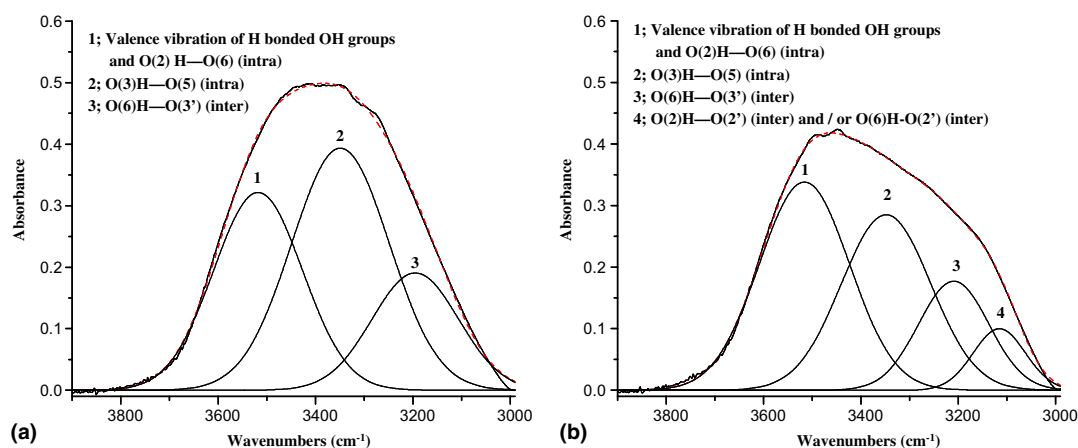 1; Valence vibration of H bonded OH groups
and O(2) H—O(6) (intra)
2; O(3)H—O(5) (intra)
3; O(6)H—O(3') (inter)
0.6
0.5
0.4
0.3
0.2
0.1
0.0
Absorbance
1
2
3
3800
3600
3400
3200
3000
Wavenumbers (cm⁻¹)
(a)
1; Valence vibration of H bonded OH groups
and O(2)H—O(6) (intra)
2; O(3)H—O(5) (intra)
3; O(6)H—O(3') (inter)
4; O(2)H—O(2') (inter) and / or O(6)H-O(2') (inter)
0.6
0.5
0.4
0.3
0.2
0.1
0.0
Absorbance
1
2
3
4
3800
3600
3400
3200
3000
Wavenumbers (cm⁻¹)
(b)